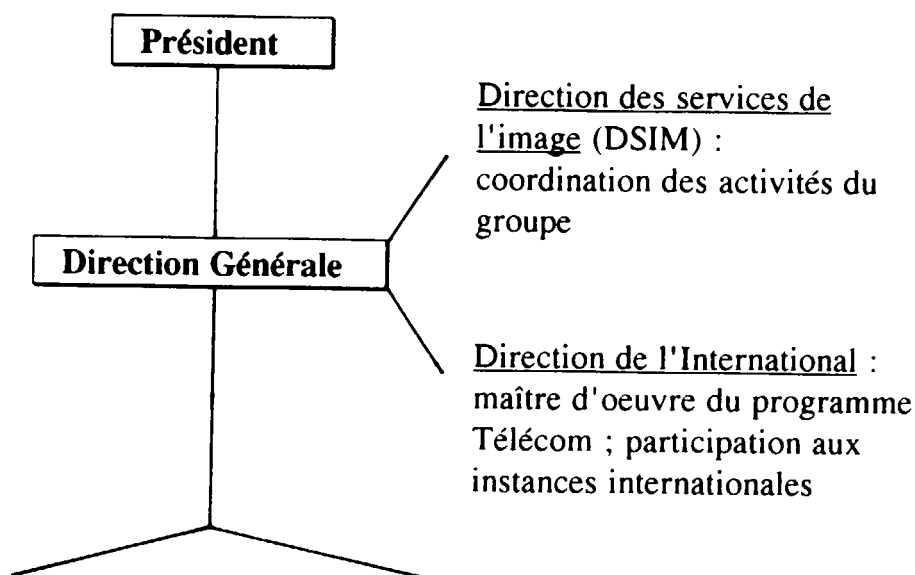 Président
Direction des services de
l'image (DSIM) :
coordination des activités du
groupe
Direction Générale
Direction de l'International :
maître d'oeuvre du programme
Télécom ; participation aux
instances internationales